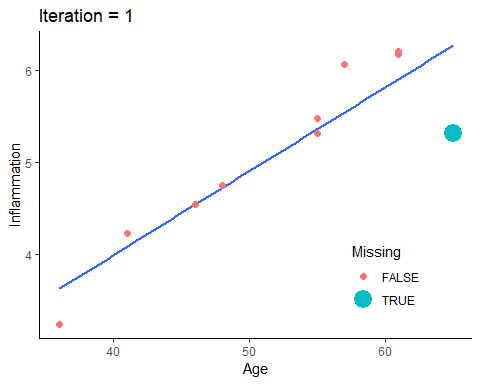 Iteration = 1
Inflammation
6
5
4
40
50
60
Age
Missing
FALSE
TRUE